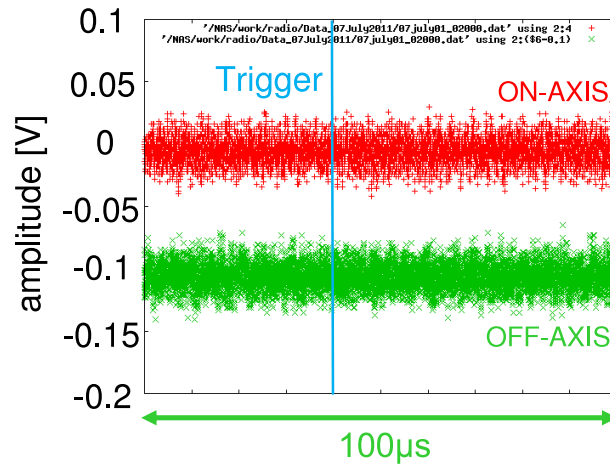 '/NAS/work/radio/Data_07July2011/07july01_02000.dat' using 2:4 +
'/NAS/work/radio/Data_07July2011/07july01_02000.dat' using 2:($6-0.1) ×
0.1
Trigger
ON-AXIS
0.05
0
-0.05
-0.1
-0.15
-0.2
amplitude [V]
OFF-AXIS
100μs